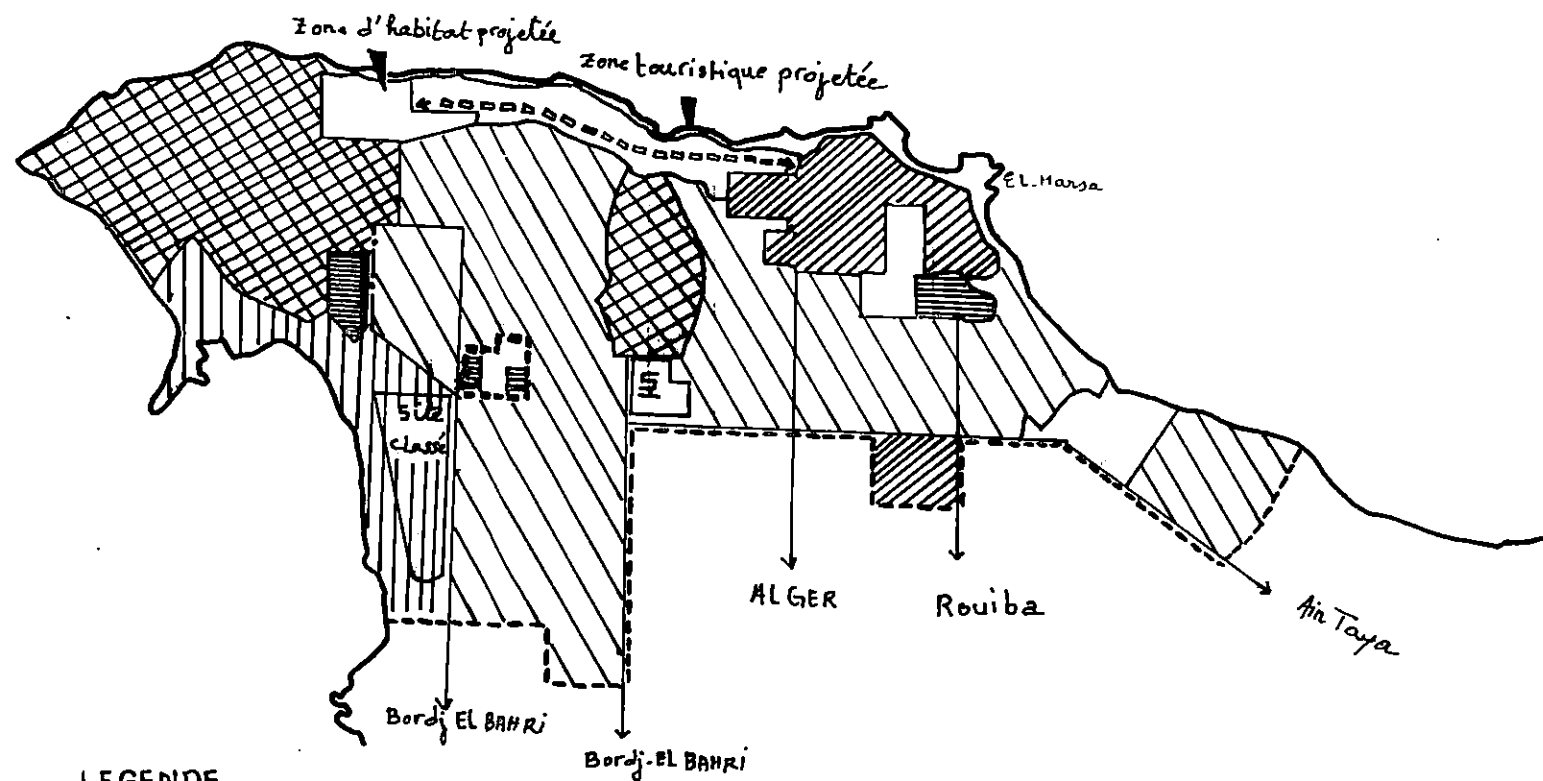 Zone d'habitat projetée
Zone touristique projetée
EL-Marsa
Site
classé
ALGER
Rouiba
Ain Taya
Bordj EL BAHRI
Bordj-EL BAHRI
LEGENDE